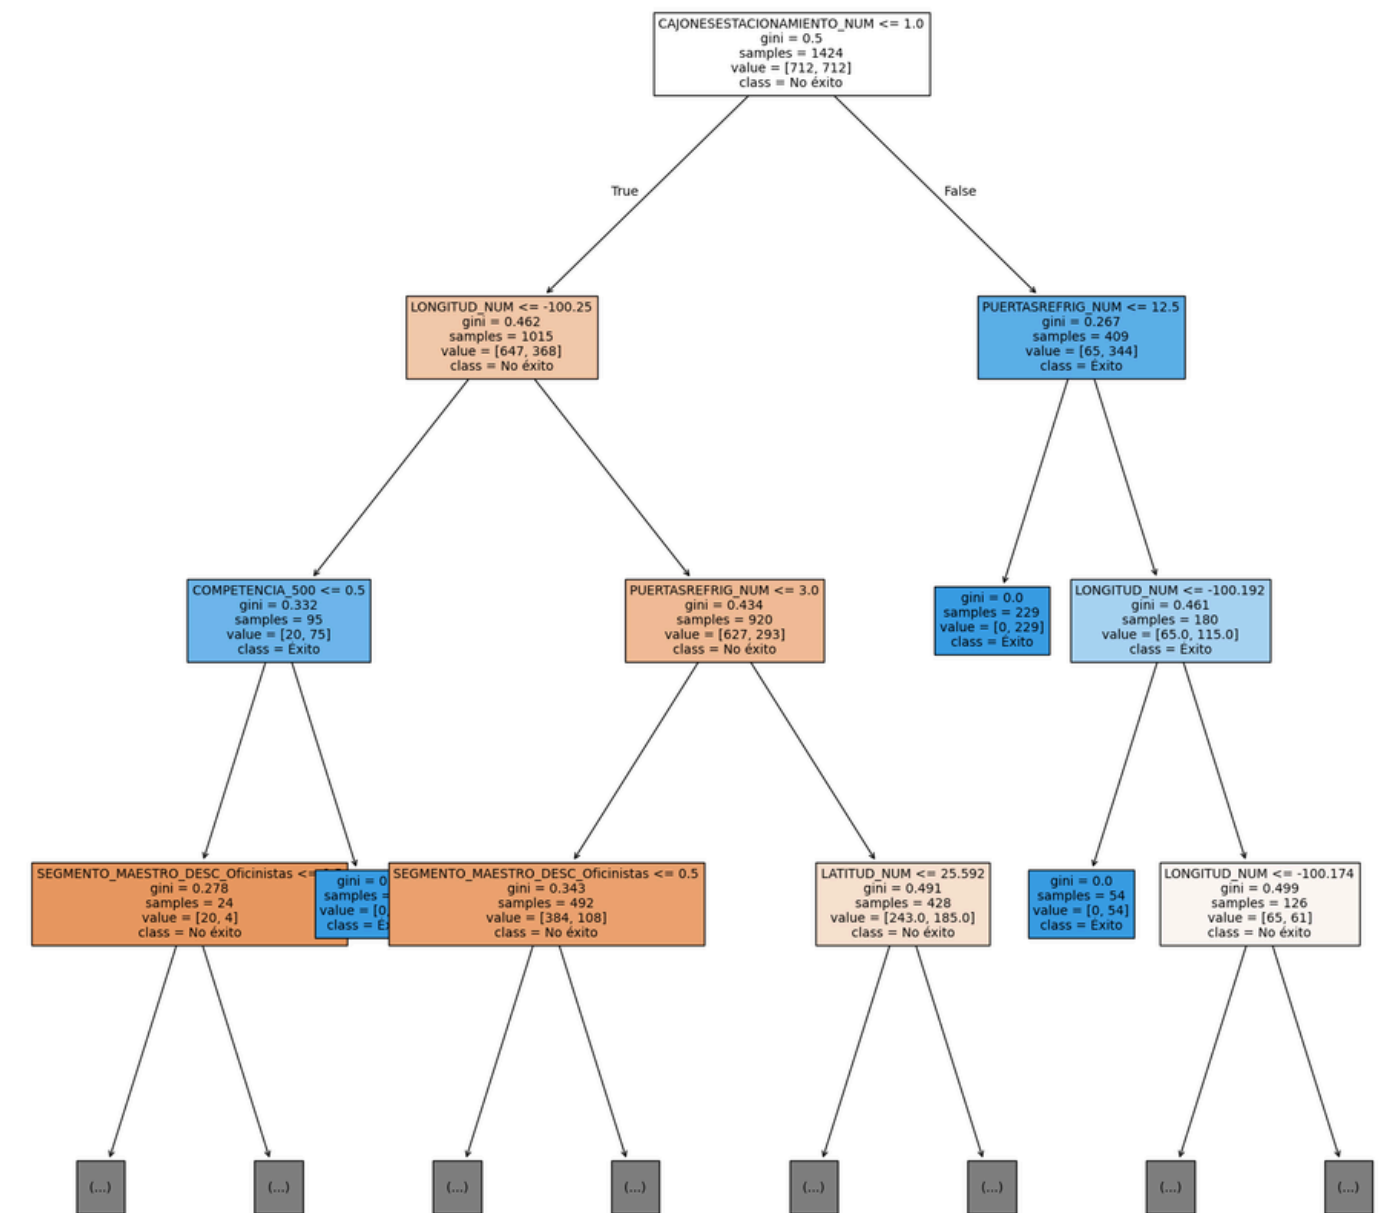 CAJONESESTACIONAMIENTO_NUM <= 1.0
gini = 0.5
samples = 1424
value = [712, 712]
class = No éxito
True
False
LONGITUD_NUM <= -100.25
gini = 0.462
samples = 1015
value = [647, 368]
class = No éxito
PUERTASREFRIG_NUM <= 12.5
gini = 0.267
samples = 409
value = [65, 344]
class = Éxito
COMPETENCIA_500 <= 0.5
gini = 0.332
samples = 95
value = [20, 75]
class = Éxito
PUERTASREFRIG_NUM <= 3.0
gini = 0.434
samples = 920
value = [627, 293]
class = No éxito
gini = 0.0
samples = 229
value = [0, 229]
class = Éxito
LONGITUD_NUM <= -100.192
gini = 0.461
samples = 180
value = [65.0, 115.0]
class = Éxito
SEGMENTO_MAESTRO_DESC_Oficinistas <=
gini = 0.278
samples = 24
value = [20, 4]
class = No éxito
gini =
samples =
value = [0,
class =
SEGMENTO_MAESTRO_DESC_Oficinistas <= 0.5
gini = 0.343
samples = 492
value = [384, 108]
class = No éxito
LATITUD_NUM <= 25.592
gini = 0.491
samples = 428
value = [243.0, 185.0]
class = No éxito
gini = 0.0
samples = 54
value = [0, 54]
class = Éxito
LONGITUD_NUM <= -100.174
gini = 0.499
samples = 126
value = [65, 61]
class = No éxito
(...)
(...)
(...)
(...)
(...)
(...)
(...)
(...)